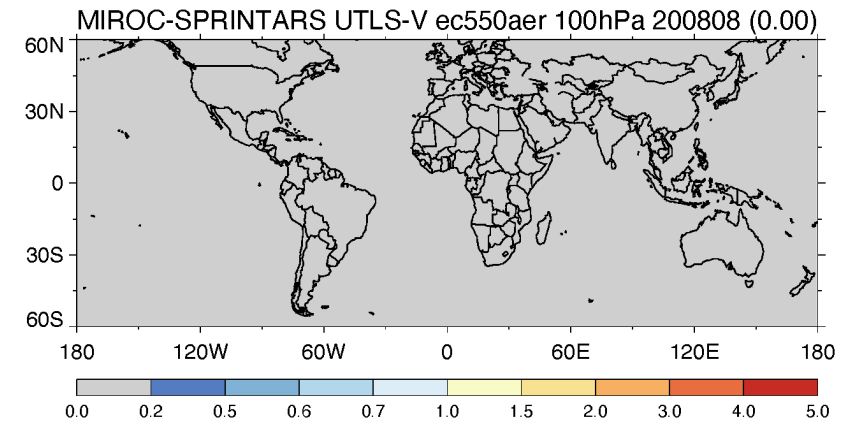 MIROC-SPRINTARS UTLS-V ec550aer 100hPa 200808 (0.00)
60N
30N
0
30S
60S
180 120W 60W 0 60E 120E 180
0.0 0.2 0.5 0.6 0.7 1.0 1.5 2.0 3.0 4.0 5.0